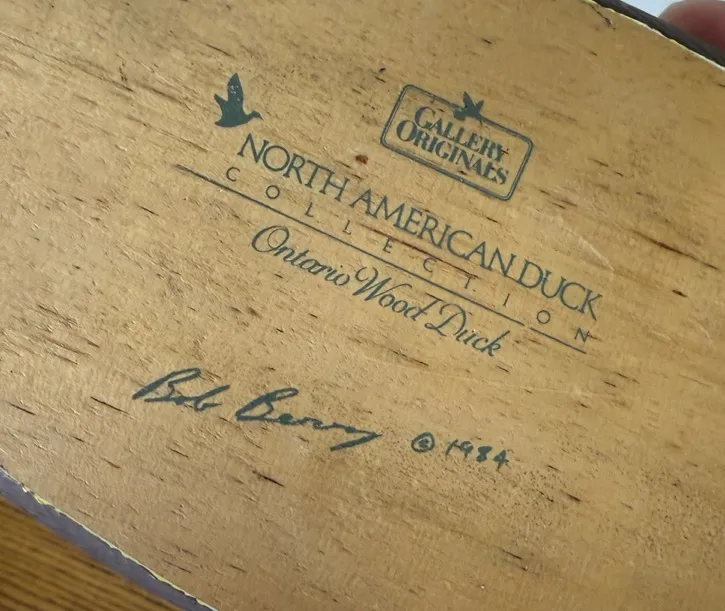 GALLERY
ORIGINALS
NORTH AMERICAN DUCK
COLLECTION
Ontario Wood Duck
Bob Berry © 1984